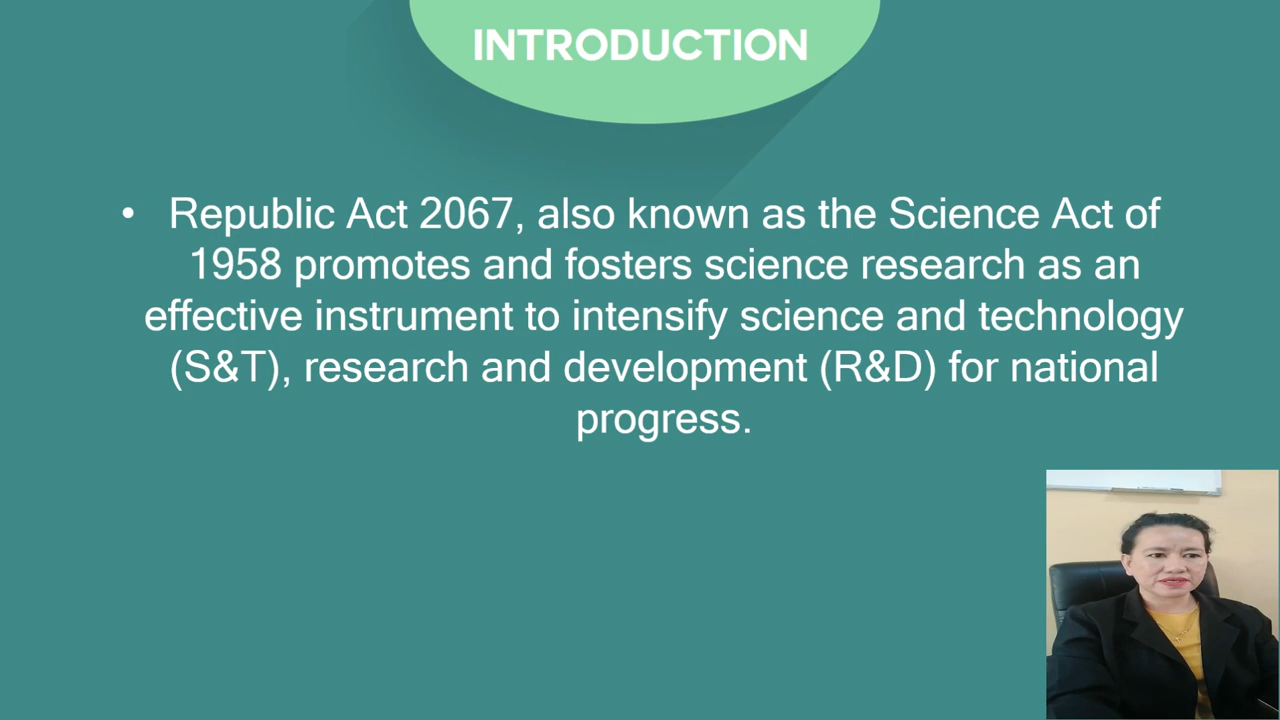 INTRODUCTION
• Republic Act 2067, also known as the Science Act of
1958 promotes and fosters science research as an
effective instrument to intensify science and technology
(S&T), research and development (R&D) for national
progress.